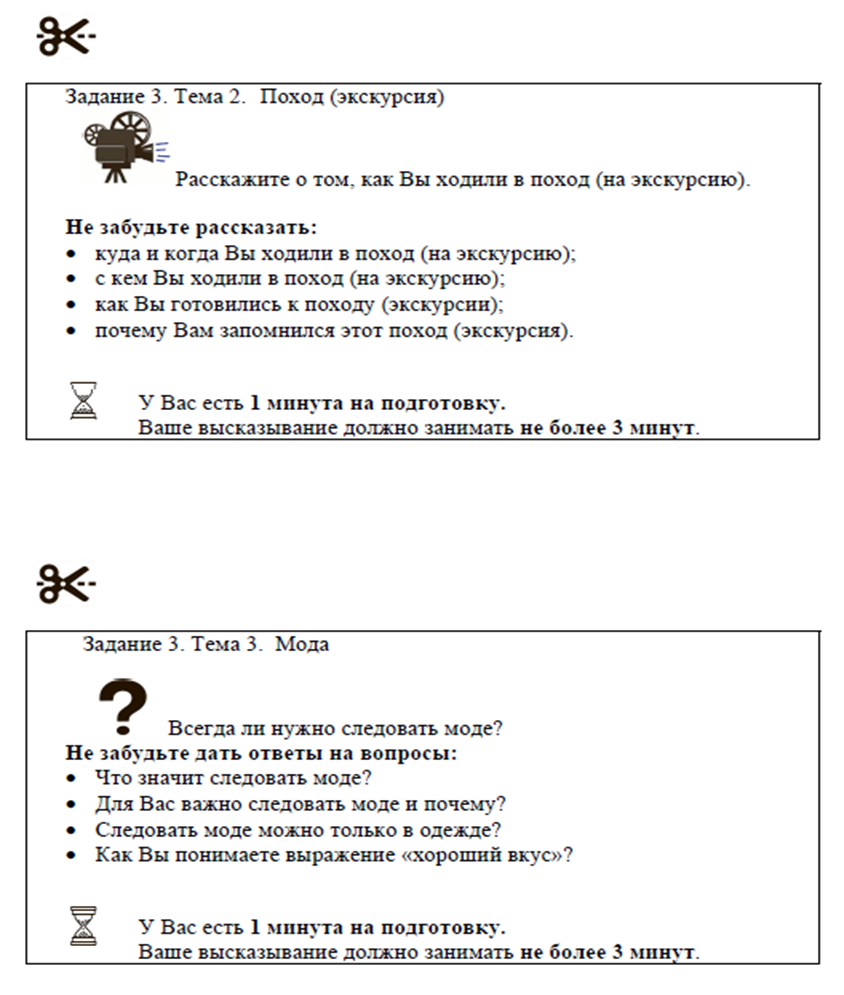 Задание 3. Тема 2. Поход (экскурсия)
Расскажите о том, как Вы ходили в поход (на экскурсию).
Не забудьте рассказать:
• куда и когда Вы ходили в поход (на экскурсию);
• с кем Вы ходили в поход (на экскурсию);
• как Вы готовились к походу (экскурсии);
• почему Вам запомнился этот поход (экскурсия).
У Вас есть 1 минута на подготовку.
Ваше высказывание должно занимать не более 3 минут.
Задание 3. Тема 3. Мода
? Всегда ли нужно следовать моде?
Не забудьте дать ответы на вопросы:
• Что значит следовать моде?
• Для Вас важно следовать моде и почему?
• Следовать моде можно только в одежде?
• Как Вы понимаете выражение «хороший вкус»?
У Вас есть 1 минута на подготовку.
Ваше высказывание должно занимать не более 3 минут.